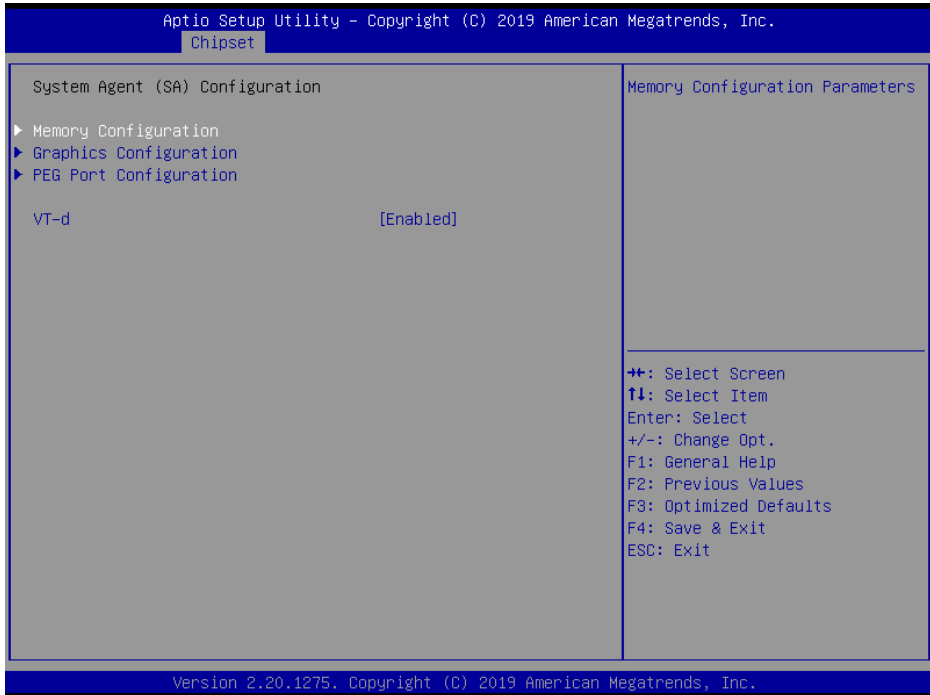 Aptio Setup Utility – Copyright (C) 2019 American Megatrends, Inc.
Chipset
System Agent (SA) Configuration
▶ Memory Configuration
▶ Graphics Configuration
▶ PEG Port Configuration
VT-d [Enabled]
Memory Configuration Parameters
→←: Select Screen
↑↓: Select Item
Enter: Select
+/-: Change Opt.
F1: General Help
F2: Previous Values
F3: Optimized Defaults
F4: Save & Exit
ESC: Exit
Version 2.20.1275. Copyright (C) 2019 American Megatrends, Inc.